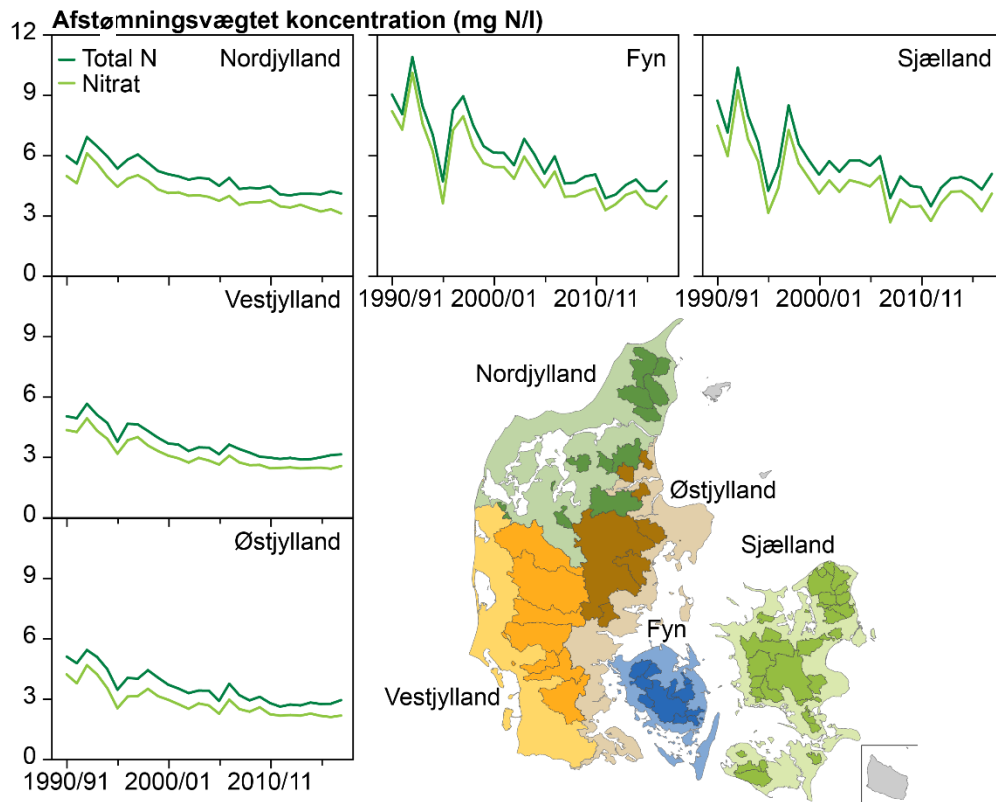 Afstømningsvægtet koncentration (mg N/l)
12
9
6
3
0
Total N
Nitrat
Nordjylland
Fyn
Sjælland
1990/91 2000/01 2010/11
1990/91 2000/01 2010/11
9
6
3
0
Vestjylland
9
6
3
0
Østjylland
1990/91 2000/01 2010/11
Nordjylland
Østjylland
Sjælland
Fyn
Vestjylland